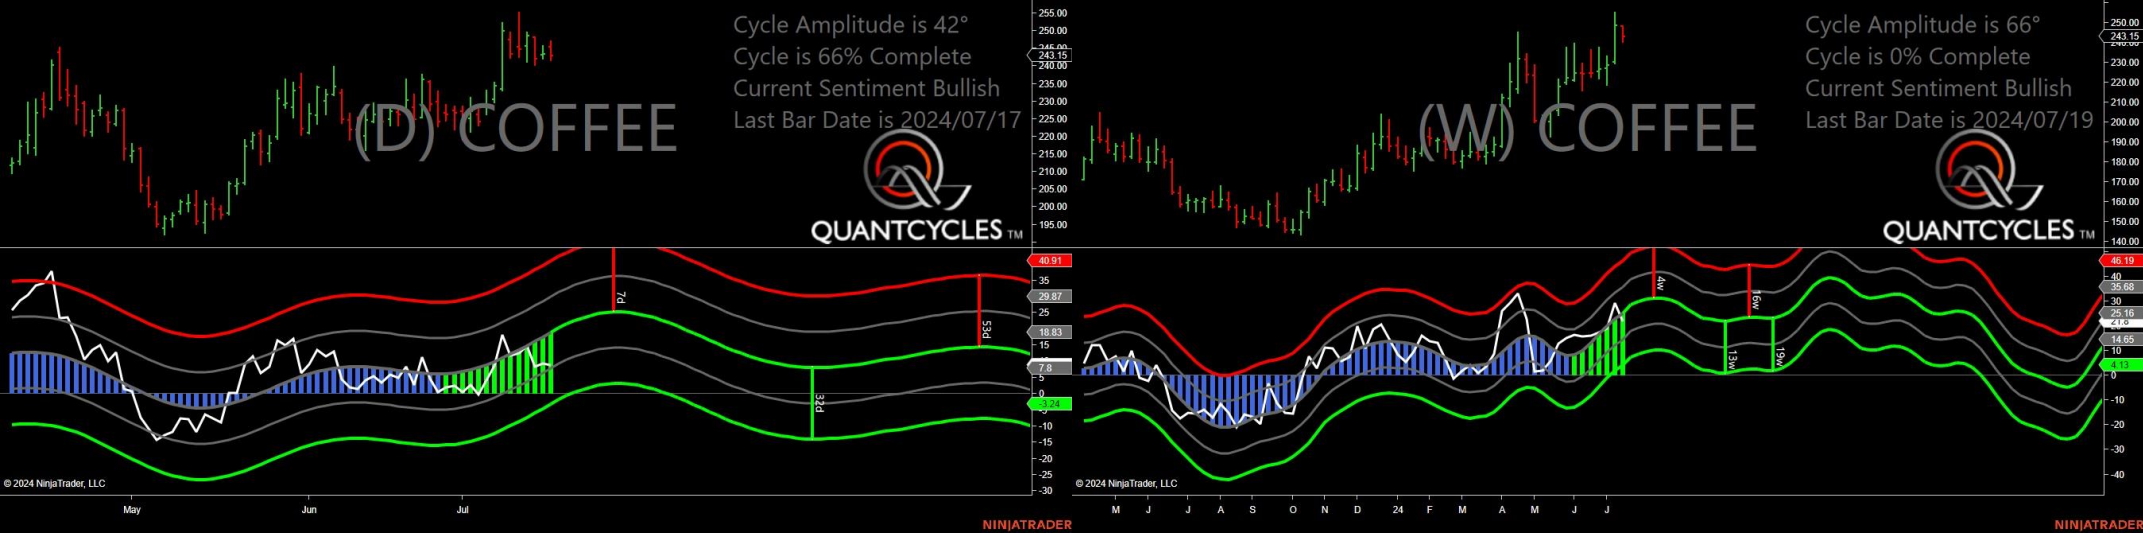 Cycle Amplitude is 42°
Cycle is 66% Complete
Current Sentiment Bullish
Last Bar Date is 2024/07/17
(D) COFFEE
QUANTCYCLES TM
255.00
250.00
245.00
243.15
240.00
235.00
230.00
225.00
220.00
215.00
210.00
205.00
200.00
195.00
40.91
35
29.87
25
18.83
15
7.8
5
0
-3.24
-5
-10
-15
-20
-25
-30
7d
32d
53d
© 2024 NinjaTrader, LLC
May
Jun
Jul
NINJATRADER
Cycle Amplitude is 66°
Cycle is 0% Complete
Current Sentiment Bullish
Last Bar Date is 2024/07/19
(W) COFFEE
QUANTCYCLES TM
250.00
243.15
240.00
230.00
220.00
210.00
200.00
190.00
180.00
170.00
160.00
150.00
140.00
46.19
40
35.68
30
25.16
21.8
14.65
10
4.13
0
-10
-20
-30
-40
4w
16w
13w
19w
© 2024 NinjaTrader, LLC
M J J A S O N D 24 F M A M J J
NINJATRADER